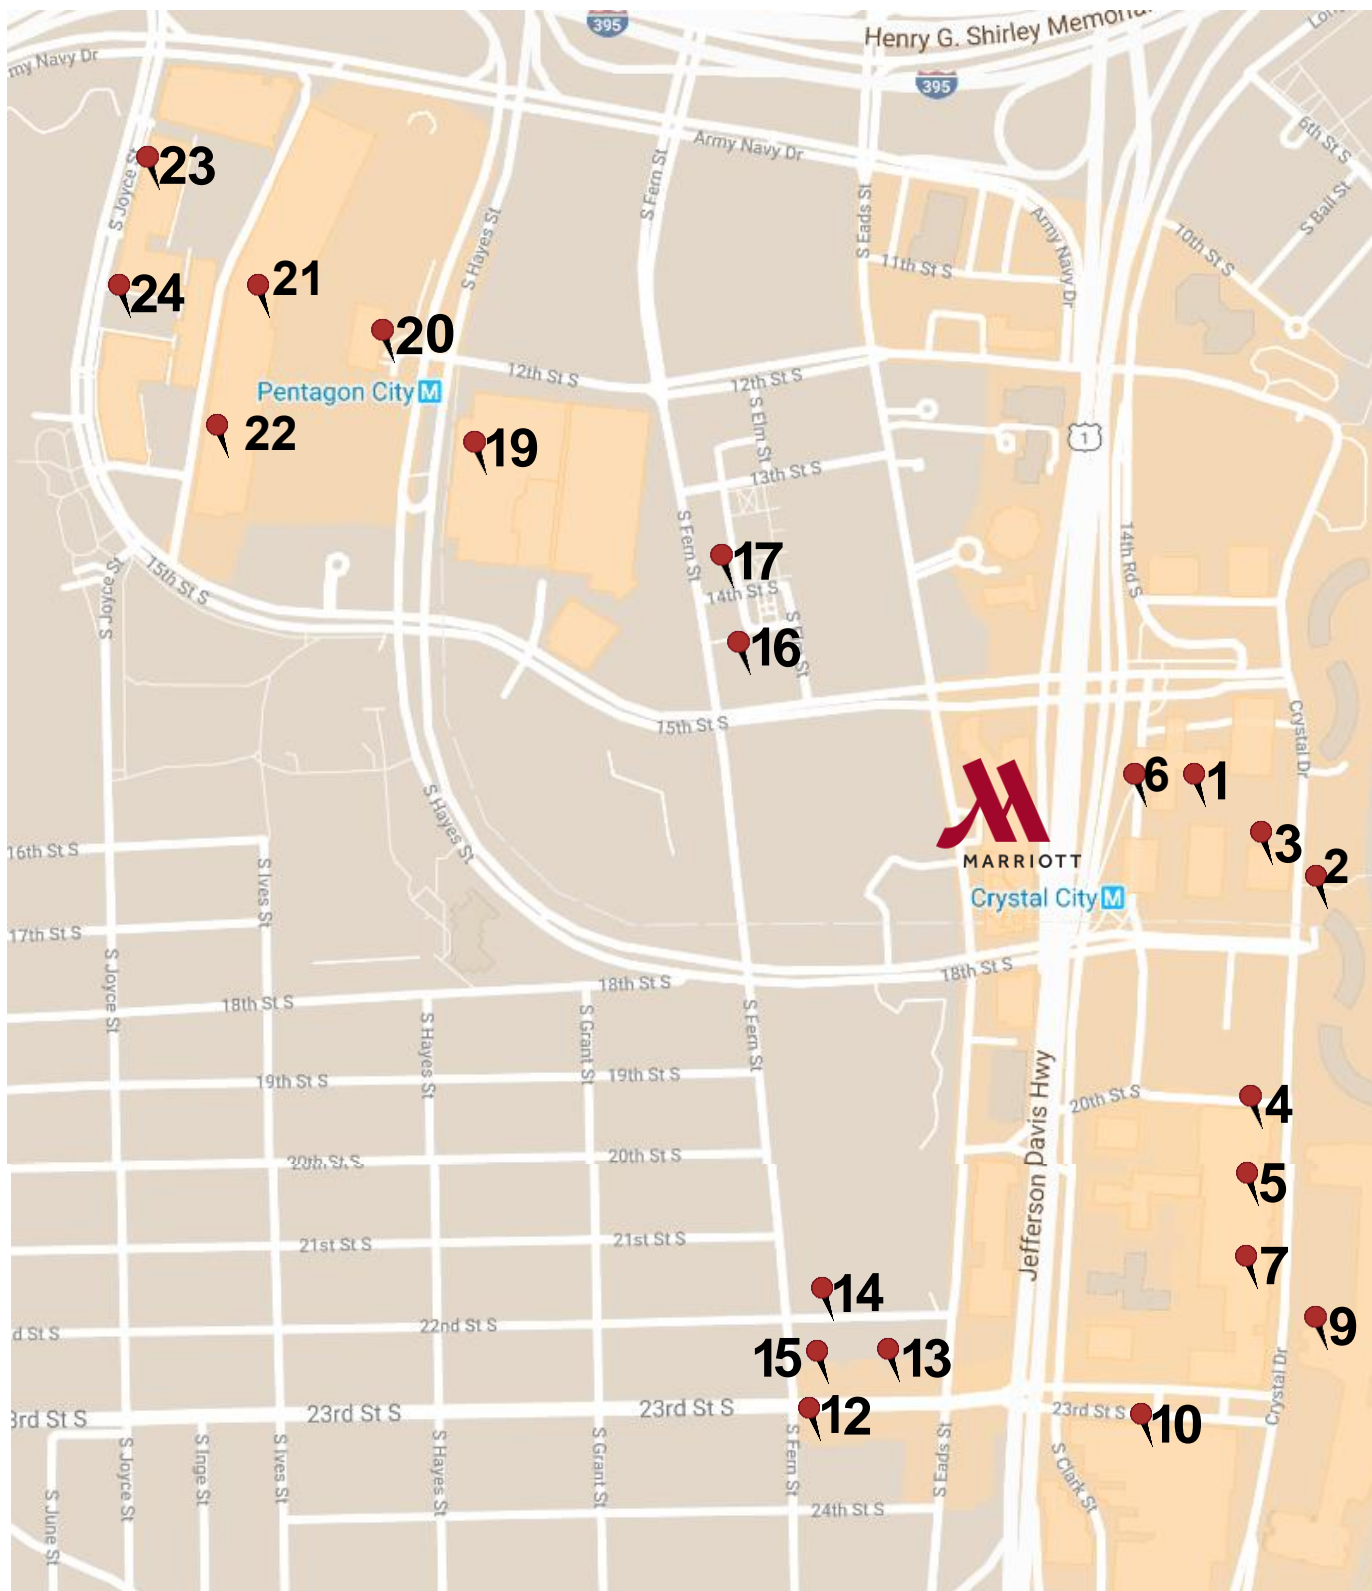 395
Henry G. Shirley Memoria
395
my Navy Dr
Army Navy Dr
6th St S
S Ball St
10th St S
23
S Joyce St
S Hayes St
S Fern St
S Eads St
Army Navy Dr
11th St S
24
21
20
Pentagon City M
12th St S
12th St S
S Elm St
1
22
19
13th St S
S Fern St
14th Rd S
17
14th St S
15th St S
S Joyce St
16
15th St S
Crystal Dr
6
1
MARRIOTT
3
2
Crystal City M
S Hayes St
16th St S
S Ives St
17th St S
S Joyce St
18th St S
18th St S
18th St S
S Hayes St
S Grant St
S Fern St
19th St S
19th St S
Jefferson Davis Hwy
20th St S
4
20th St S
20th St S
5
21st St S
21st St S
7
14
22nd St S
d St S
9
15
13
Crystal Dr
3rd St S
23rd St S
23rd St S
12
23rd St S
10
S June St
S Joyce St
S Inge St
S Ives St
S Hayes St
S Grant St
S Fern St
S Eads St
S Clark St
24th St S